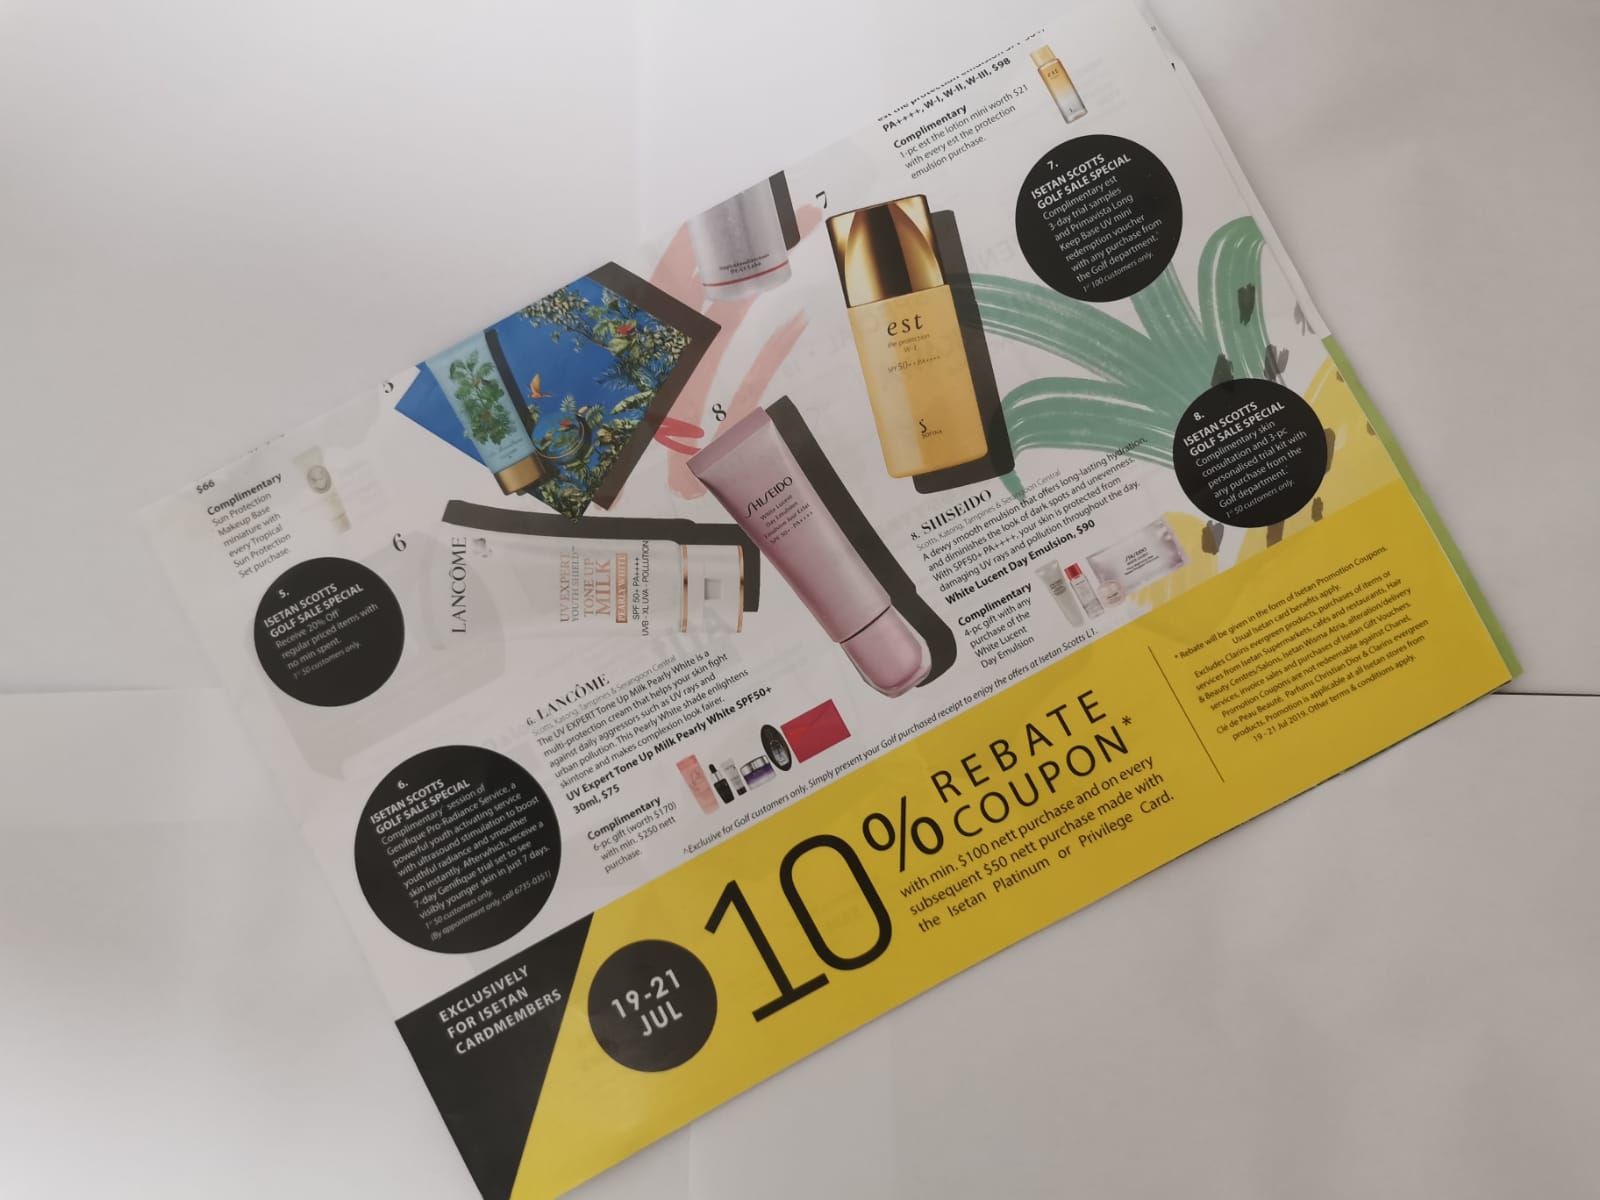 PA++++, W-I, W-II, W-III, $98
Complimentary
1-pc est the lotion mini worth $21
with every est the protection
emulsion purchase.
7.
ISETAN SCOTTS
GOLF SALE SPECIAL
Complimentary est
3-day trial samples
and Primavista Long
Keep Base UV mini
redemption voucher
with any purchase from
the Golf department.^
1st 100 customers only.
7
est
the protection
W-I
SPF 50+ PA++++
S
SOFINA
5
$66
Complimentary
Sun Protection
Makeup Base
miniature with
every Tropical
Sun Protection
Set purchase.
5.
ISETAN SCOTTS
GOLF SALE SPECIAL
Receive 20% Off
regular priced items with
no min spent.
1st 50 customers only.
8
SHISEIDO
White Lucent
Day Emulsion
Emulsion Jour Eclat
SPF 50+ PA++++
8.
ISETAN SCOTTS
GOLF SALE SPECIAL
Complimentary skin
consultation and 3-pc
personalised trial kit with
any purchase from the
Golf department.^
1st 50 customers only.
8. SHISEIDO
Scotts, Katong, Tampines & Serangoon Central
A dewy smooth emulsion that offers long-lasting hydration,
and diminishes the look of dark spots and unevenness.
With SPF50+ PA++++, your skin is protected from
damaging UV rays and pollution throughout the day.
White Lucent Day Emulsion, $90
Complimentary
4-pc gift with any
purchase of the
White Lucent
Day Emulsion
6
LANCÔME
UV EXPERT
YOUTH SHIELD™
TONE UP
MILK
PEARLY WHITE
SPF 50+ PA++++
UVB - XL UVA - POLLUTION
6. LANCÔME
Scotts, Katong, Tampines & Serangoon Central
The UV EXPERT Tone Up Milk Pearly White is a
multi-protection cream that helps your skin fight
against daily aggressors such as UV rays and
urban pollution. This Pearly White shade enlightens
skintone and makes complexion look fairer.
UV Expert Tone Up Milk Pearly White SPF50+
30ml, $75
Complimentary
6-pc gift (worth $170)
with min. $250 nett
purchase.
6.
ISETAN SCOTTS
GOLF SALE SPECIAL
Complimentary^ session of
Genifique Pro-Radiance Service, a
powerful youth activating service
with ultrasound stimulation to boost
youthful radiance and smoother
skin instantly. Afterwhich, receive a
7-day Genifique trial set to see
visibly younger skin in just 7 days.
1st 50 customers only.
(By appointment only, call 6735-0351)
^Exclusive for Golf customers only. Simply present your Golf purchased receipt to enjoy the offers at Isetan Scotts L1.
EXCLUSIVELY
FOR ISETAN
CARDMEMBERS
19-21
JUL
10%
REBATE
COUPON*
with min. $100 nett purchase and on every
subsequent $50 nett purchase made with
the Isetan Platinum or Privilege Card.
* Rebate will be given in the form of Isetan Promotion Coupons.
Usual Isetan card benefits apply.
Excludes Clarins evergreen products, purchases of items or
services from Isetan Supermarkets, cafés and restaurants, Hair
& Beauty Centres/Salons, Isetan Wisma Atria, alteration/delivery
services, invoice sales and purchases of Isetan Gift Vouchers.
Promotion Coupons are not redeemable against Chanel,
Clé de Peau Beauté, Parfums Christian Dior & Clarins evergreen
products. Promotion is applicable at all Isetan stores from
19 - 21 Jul 2019. Other terms & conditions apply.